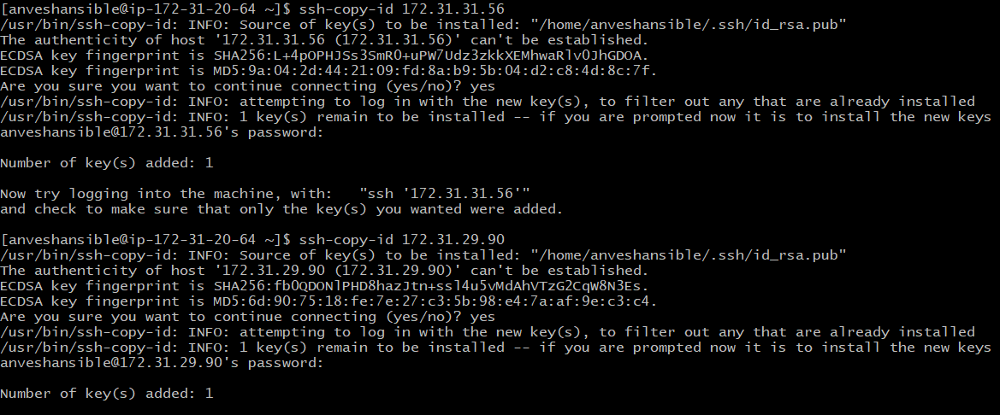 [anveshansible@ip-172-31-20-64 ~]$ ssh-copy-id 172.31.31.56
/usr/bin/ssh-copy-id: INFO: Source of key(s) to be installed: "/home/anveshansible/.ssh/id_rsa.pub"
The authenticity of host '172.31.31.56 (172.31.31.56)' can't be established.
ECDSA key fingerprint is SHA256:L+4pOPHJSs3SmR0+uPW7Udz3zkkXEMhwaRlv0JhGDOA.
ECDSA key fingerprint is MD5:9a:04:2d:44:21:09:fd:8a:b9:5b:04:d2:c8:4d:8c:7f.
Are you sure you want to continue connecting (yes/no)? yes
/usr/bin/ssh-copy-id: INFO: attempting to log in with the new key(s), to filter out any that are already installed
/usr/bin/ssh-copy-id: INFO: 1 key(s) remain to be installed -- if you are prompted now it is to install the new keys
anveshansible@172.31.31.56's password:
Number of key(s) added: 1
Now try logging into the machine, with:   "ssh '172.31.31.56'"
and check to make sure that only the key(s) you wanted were added.
[anveshansible@ip-172-31-20-64 ~]$ ssh-copy-id 172.31.29.90
/usr/bin/ssh-copy-id: INFO: Source of key(s) to be installed: "/home/anveshansible/.ssh/id_rsa.pub"
The authenticity of host '172.31.29.90 (172.31.29.90)' can't be established.
ECDSA key fingerprint is SHA256:fb0QDONlPHD8hazJtn+ssl4u5vMdAhVTzG2CqW8N3Es.
ECDSA key fingerprint is MD5:6d:90:75:18:fe:7e:27:c3:5b:98:e4:7a:af:9e:c3:c4.
Are you sure you want to continue connecting (yes/no)? yes
/usr/bin/ssh-copy-id: INFO: attempting to log in with the new key(s), to filter out any that are already installed
/usr/bin/ssh-copy-id: INFO: 1 key(s) remain to be installed -- if you are prompted now it is to install the new keys
anveshansible@172.31.29.90's password:
Number of key(s) added: 1